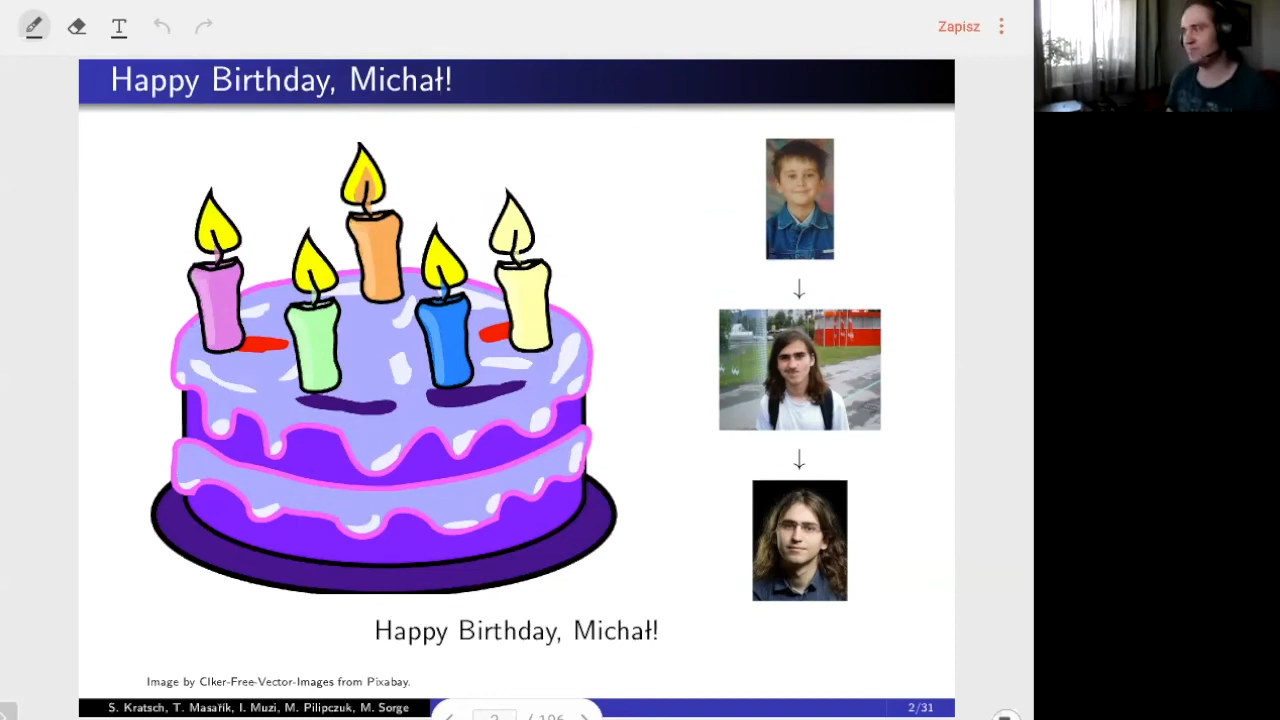 T
Zapisz
Happy Birthday, Michał!
Happy Birthday, Michał!
Image by Clker-Free-Vector-Images from Pixabay.
S. Kratsch, T. Masařík, I. Muzi, M. Pilipczuk, M. Sorge
2/31